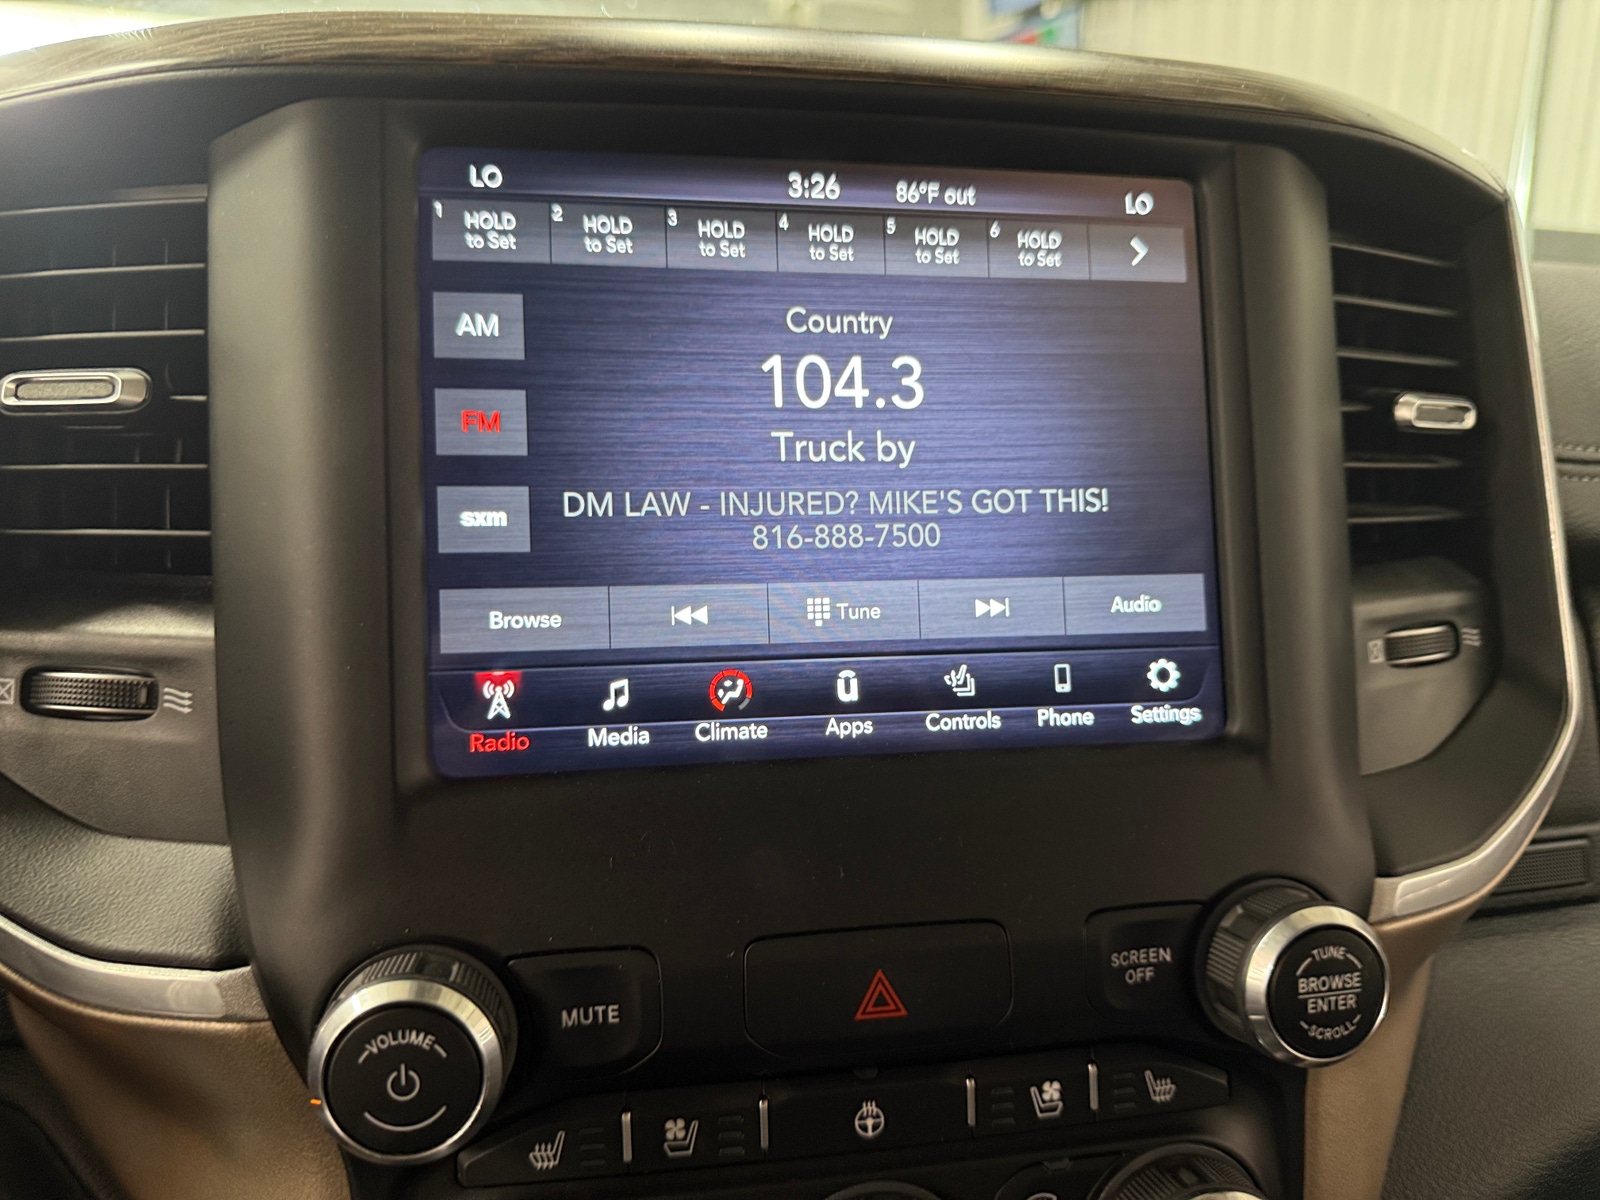 LO 3:26 86°F out LO
1 HOLD to Set
2 HOLD to Set
3 HOLD to Set
4 HOLD to Set
5 HOLD to Set
6 HOLD to Set
AM
FM
sxm
Country
104.3
Truck by
DM LAW - INJURED? MIKE'S GOT THIS!
816-888-7500
Browse
Tune
Audio
Radio
Media
Climate
Apps
Controls
Phone
Settings
VOLUME
MUTE
SCREEN
OFF
TUNE
BROWSE
ENTER
SCROLL